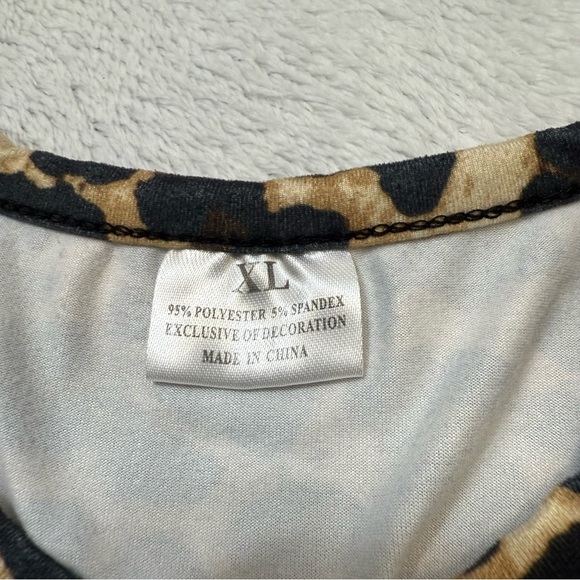 XL
95% POLYESTER 5% SPANDEX
EXCLUSIVE OF DECORATION
MADE IN CHINA